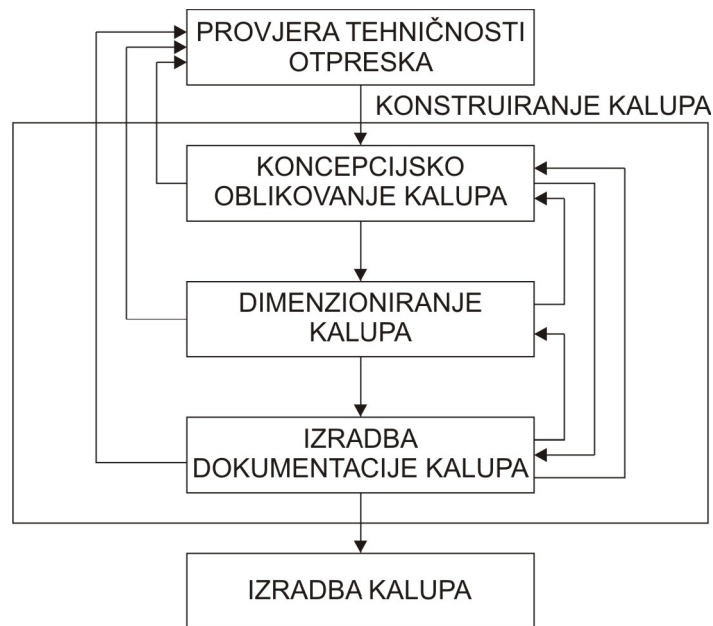 PROVJERA TEHNIČNOSTI
OTPRESKA
KONSTRUIRANJE KALUPA
KONCEPCIJSKO
OBLIKOVANJE KALUPA
DIMENZIONIRANJE
KALUPA
IZRADBA
DOKUMENTACIJE KALUPA
IZRADBA KALUPA